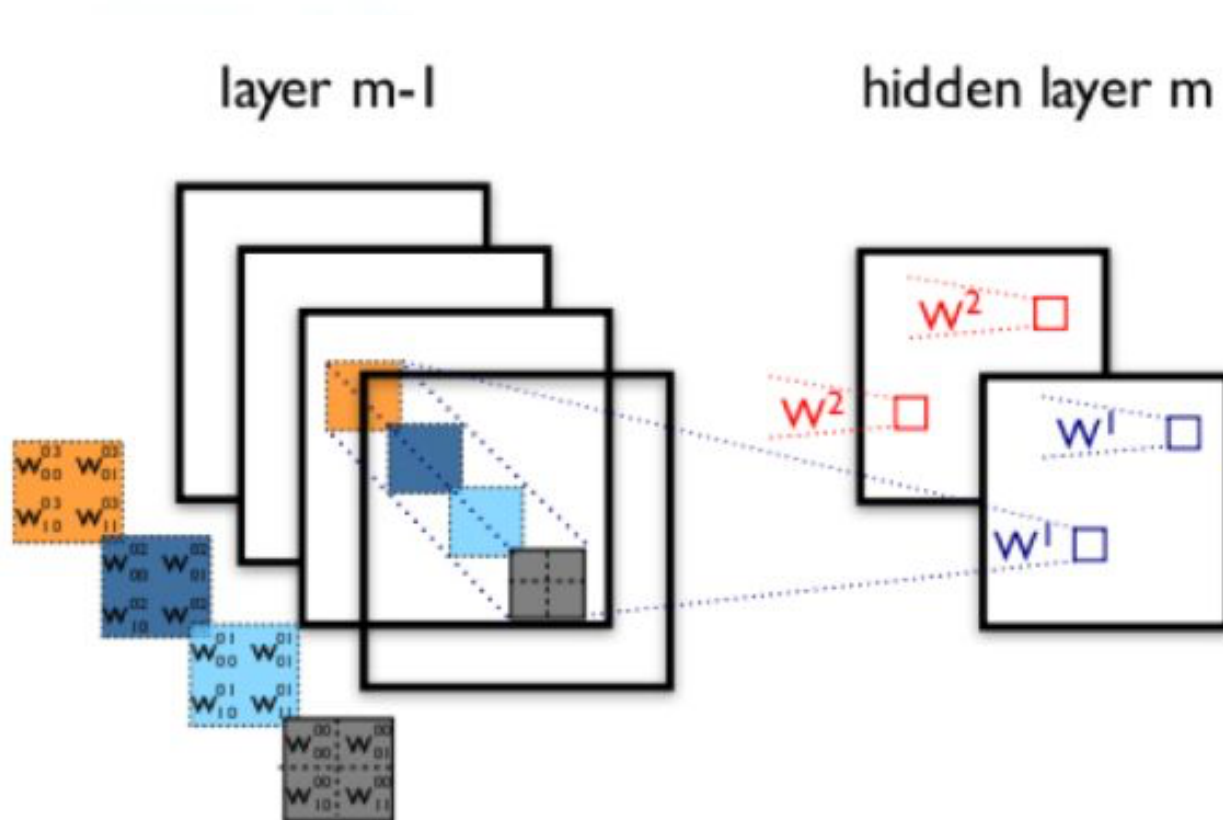 layer m-1
hidden layer m
W²
W²
W¹
W¹
W⁰³₀₀ W⁰³₀₁
W⁰³₁₀ W⁰³₁₁
W⁰²₀₀ W⁰²₀₁
W⁰²₁₀ W⁰²
W⁰¹₀₀ W⁰¹₀₁
W⁰¹₁₀ W⁰¹₁₁
W⁰⁰₀₀ W⁰⁰₀₁
W⁰⁰₁₀ W⁰⁰₁₁